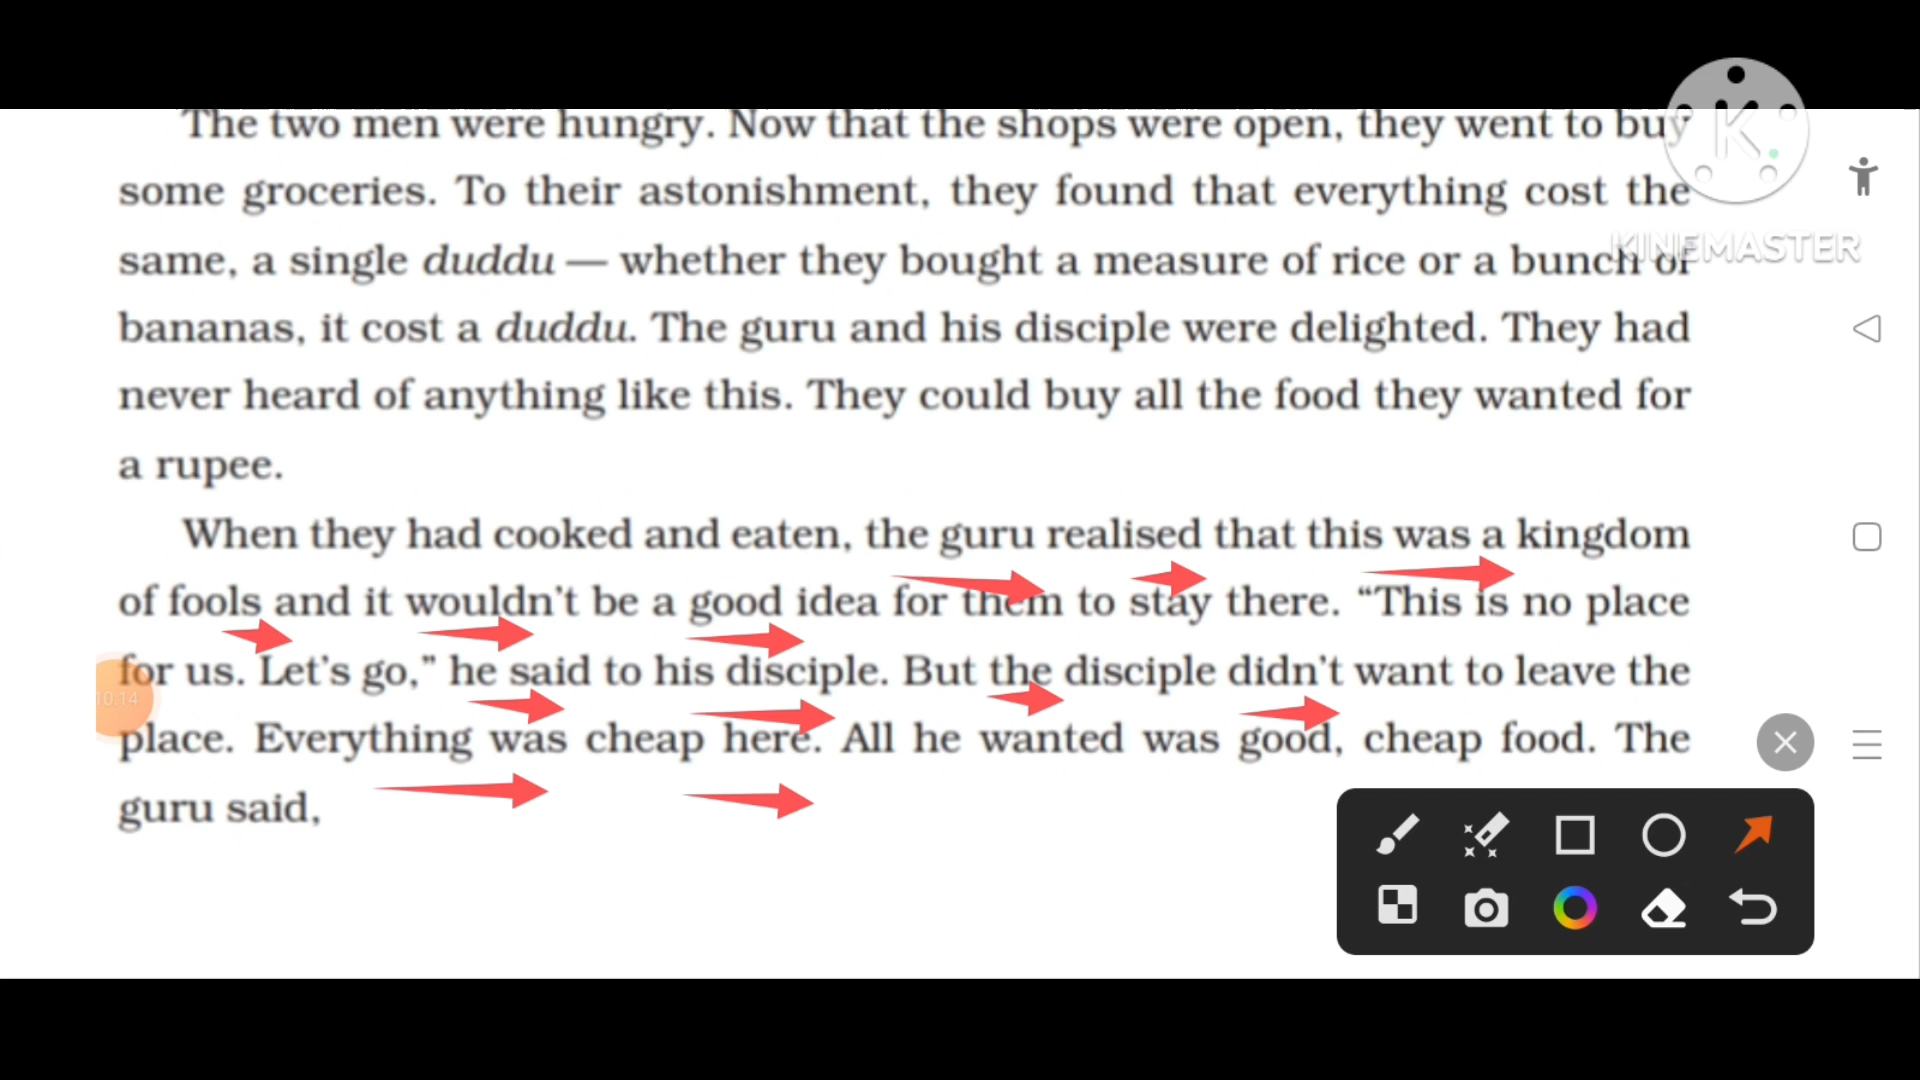 The two men were hungry. Now that the shops were open, they went to buy
some groceries. To their astonishment, they found that everything cost the
same, a single duddu — whether they bought a measure of rice or a bunch of
bananas, it cost a duddu. The guru and his disciple were delighted. They had
never heard of anything like this. They could buy all the food they wanted for
a rupee.
When they had cooked and eaten, the guru realised that this was a kingdom
of fools and it wouldn't be a good idea for them to stay there. “This is no place
for us. Let's go,” he said to his disciple. But the disciple didn't want to leave the
place. Everything was cheap here. All he wanted was good, cheap food. The
guru said,
K
KINEMASTER
10:14